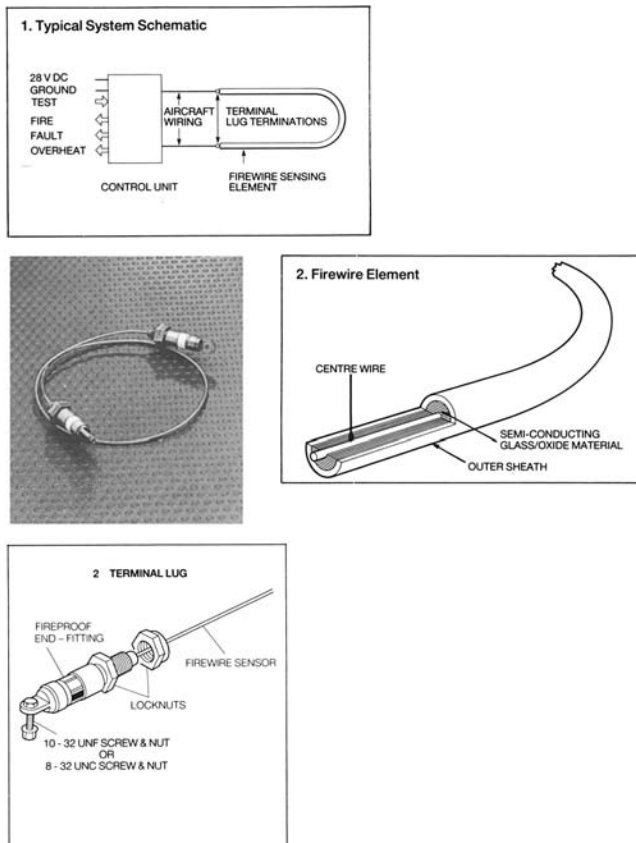 1. Typical System Schematic
28 V DC
GROUND
TEST
FIRE
FAULT
OVERHEAT
CONTROL UNIT
AIRCRAFT
WIRING
TERMINAL
LUG TERMINATIONS
FIREWIRE SENSING
ELEMENT
2. Firewire Element
CENTRE WIRE
SEMI-CONDUCTING
GLASS/OXIDE MATERIAL
OUTER SHEATH
2 TERMINAL LUG
FIREPROOF
END – FITTING
FIREWIRE SENSOR
LOCKNUTS
10 - 32 UNF SCREW & NUT
OR
8 - 32 UNC SCREW & NUT